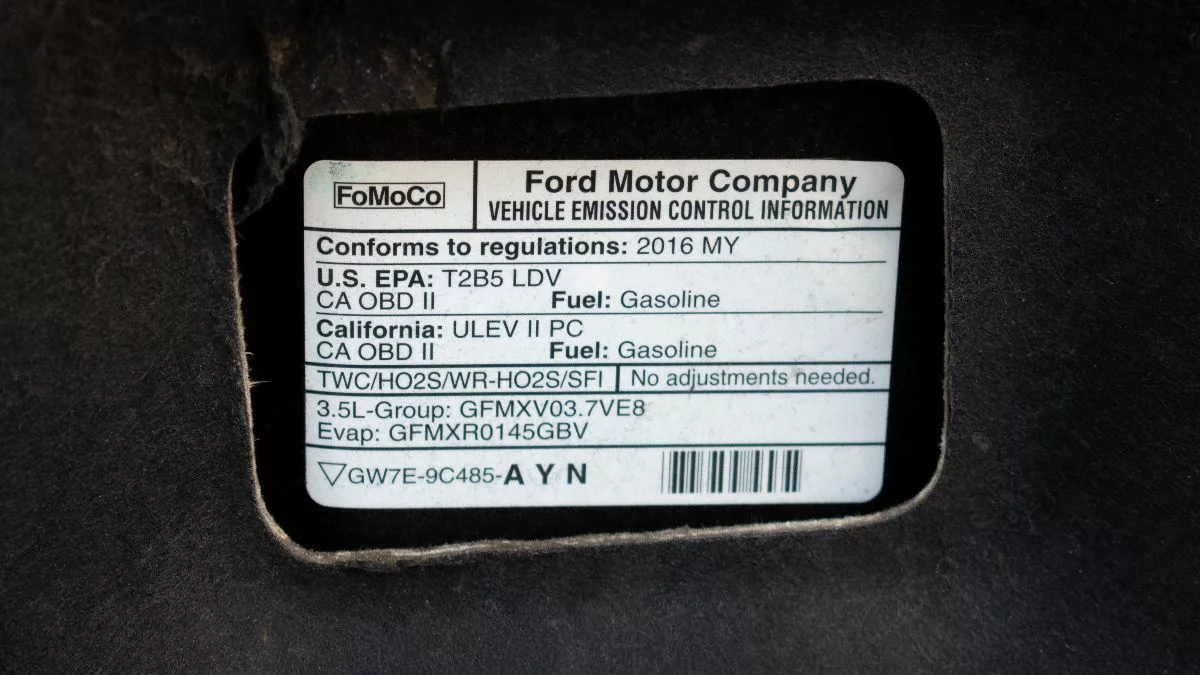 FoMoCo
Ford Motor Company
VEHICLE EMISSION CONTROL INFORMATION
Conforms to regulations: 2016 MY
U.S. EPA: T2B5 LDV
CA OBD II Fuel: Gasoline
California: ULEV II PC
CA OBD II Fuel: Gasoline
TWC/HO2S/WR-HO2S/SFI No adjustments needed.
3.5L-Group: GFMXV03.7VE8
Evap: GFMXR0145GBV
GW7E-9C485-A Y N